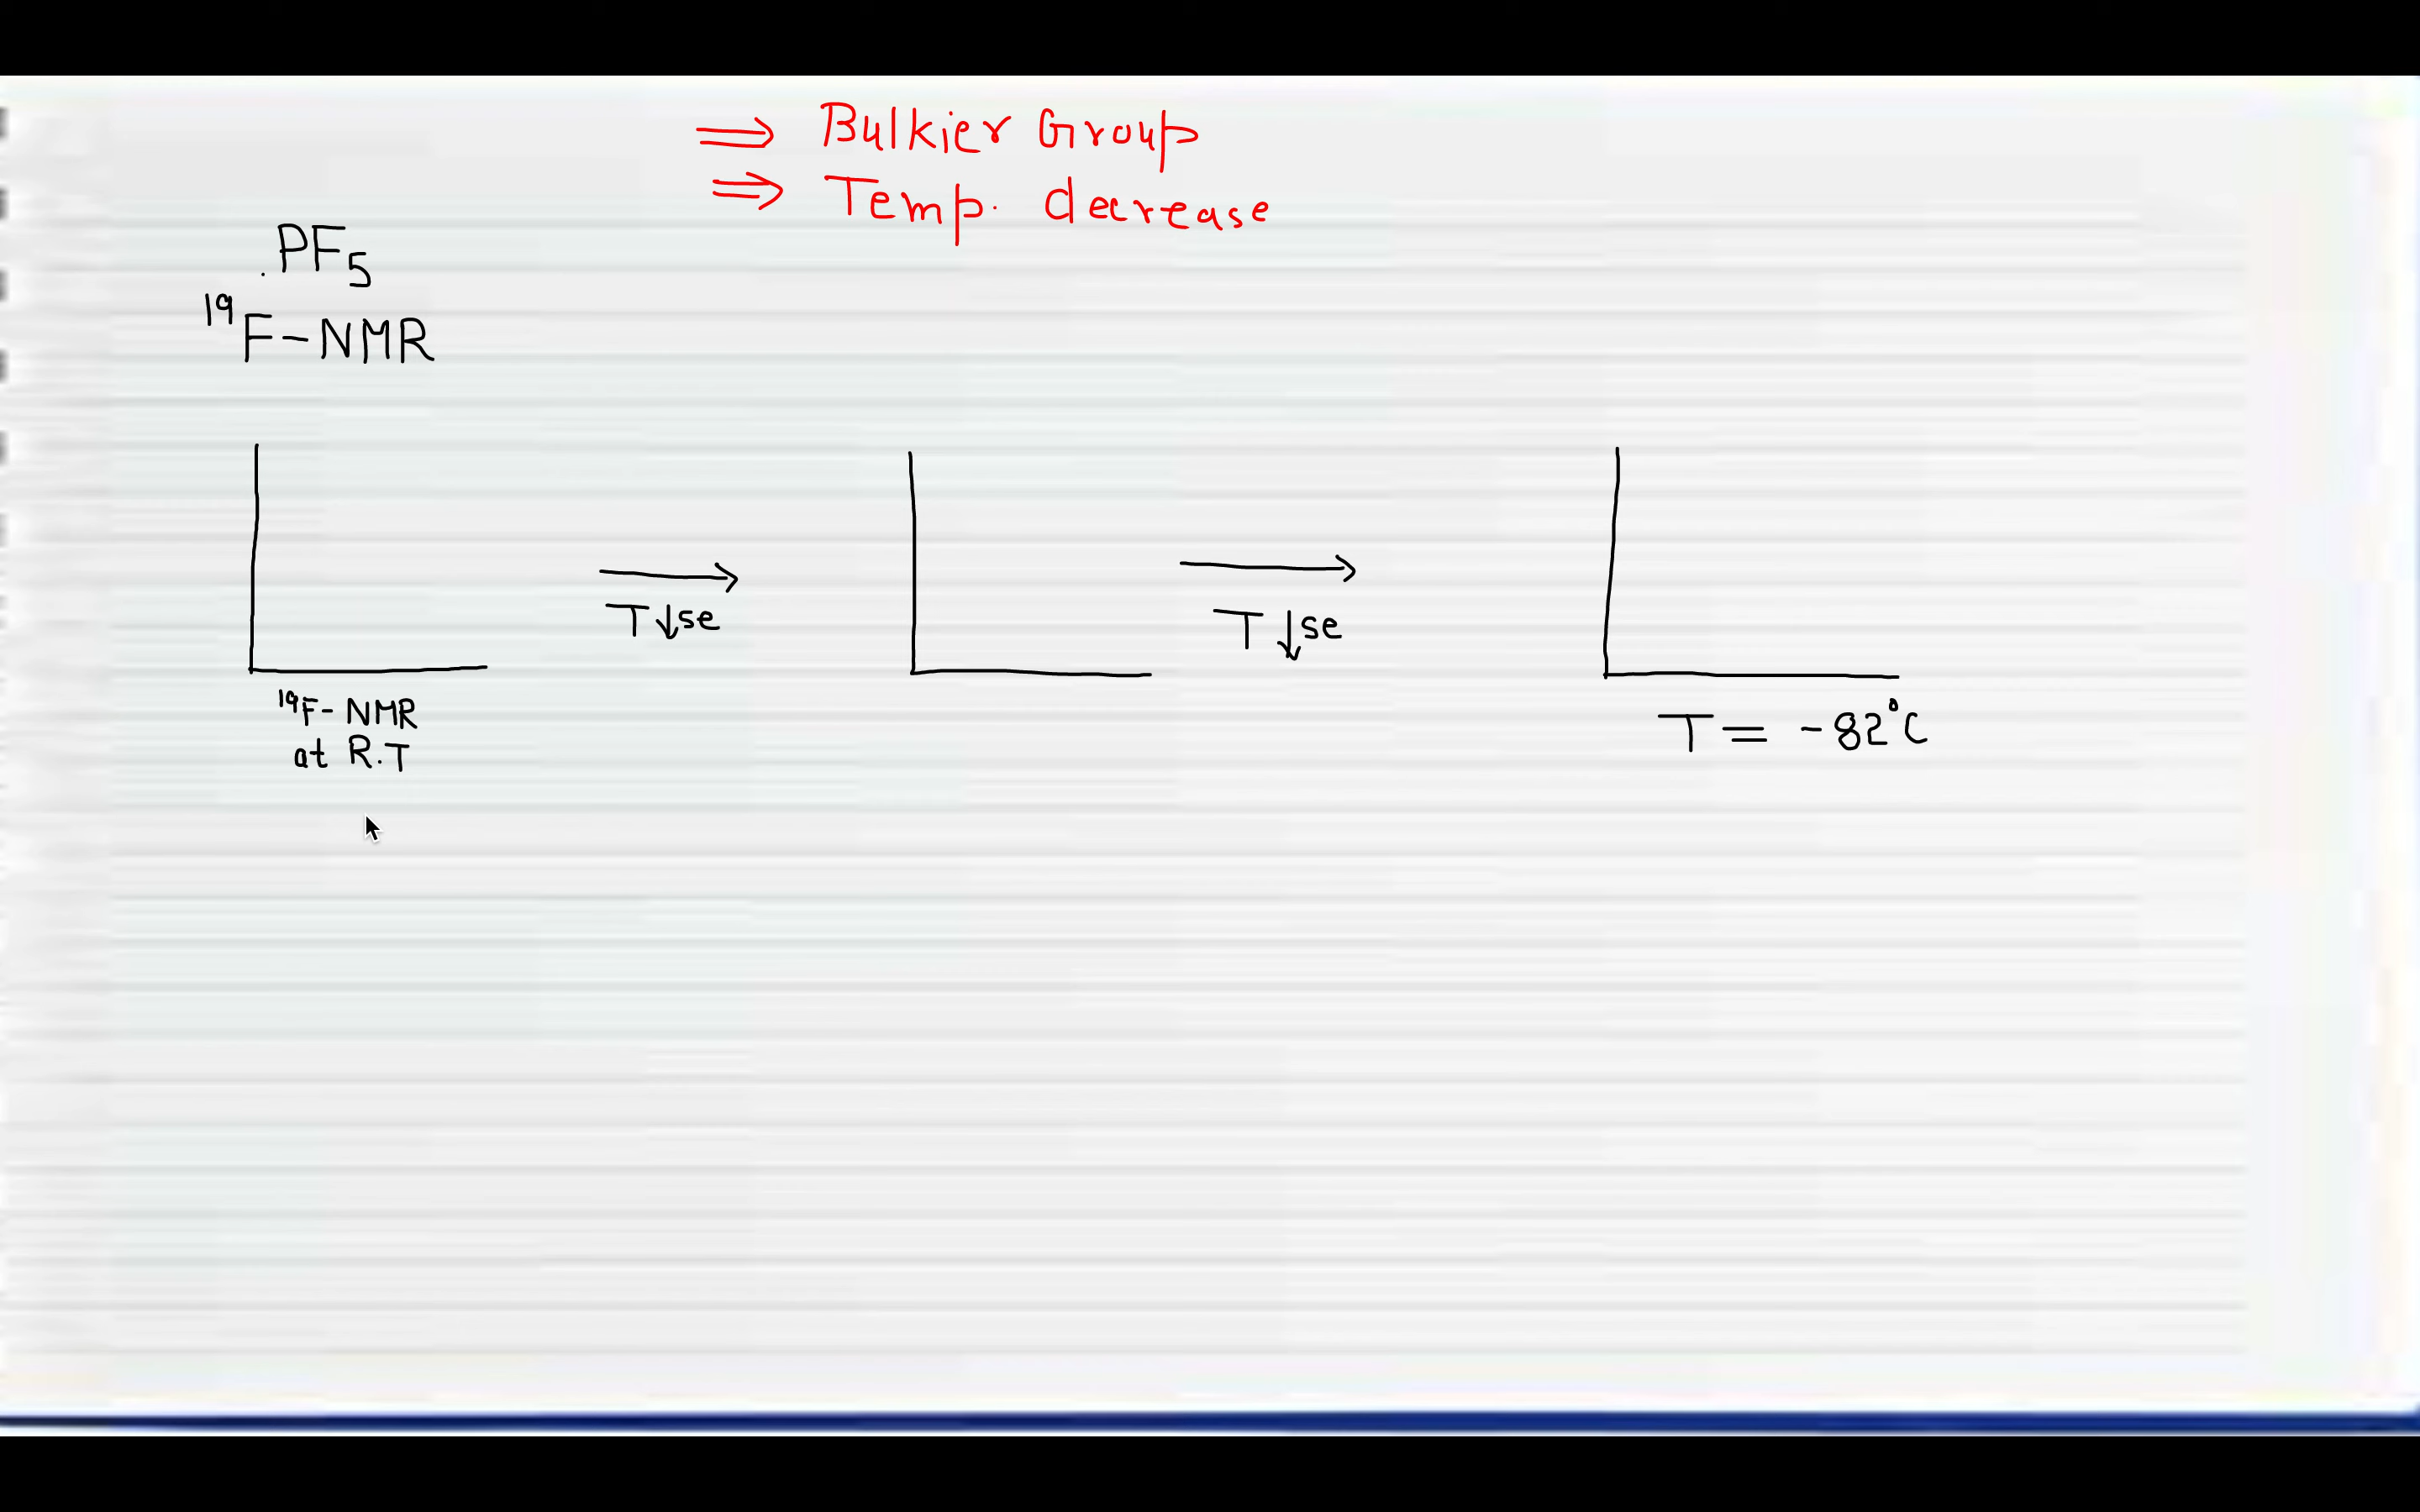 ⇒ Bulkier Group
⇒ Temp. decrease
PF₅
¹⁹F-NMR
T↓se
T↓se
¹⁹F-NMR
at R.T
T = -82°C